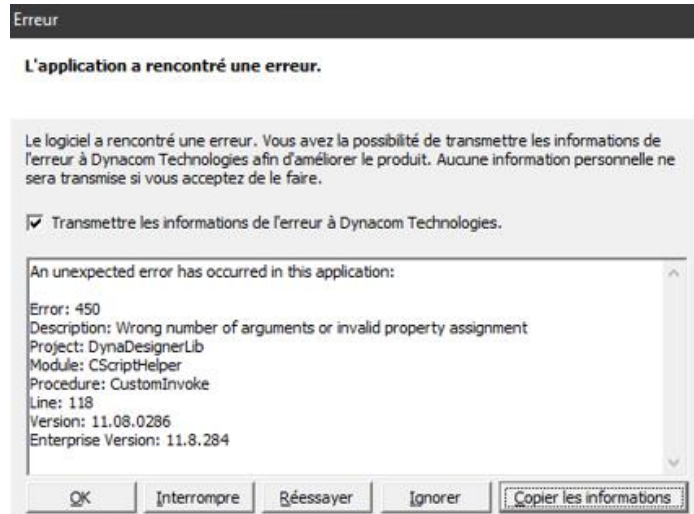 Erreur
L'application a rencontré une erreur.
Le logiciel a rencontré une erreur. Vous avez la possibilité de transmettre les informations de
l'erreur à Dynacom Technologies afin d'améliorer le produit. Aucune information personnelle ne
sera transmise si vous acceptez de le faire.
Transmettre les informations de l'erreur à Dynacom Technologies.
An unexpected error has occurred in this application:
Error: 450
Description: Wrong number of arguments or invalid property assignment
Project: DynaDesignerLib
Module: CScriptHelper
Procedure: CustomInvoke
Line: 118
Version: 11.08.0286
Enterprise Version: 11.8.284
OK Interrompre Réessayer Ignorer Copier les informations